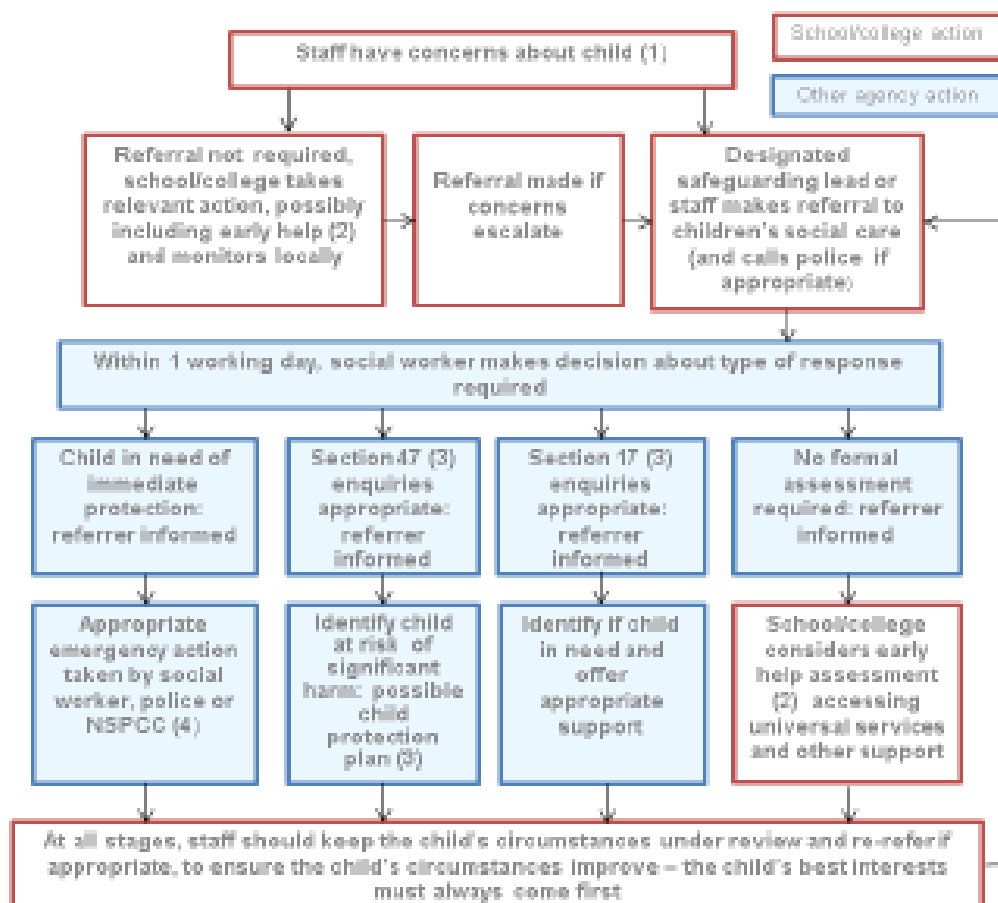 School/college action
Staff have concerns about child (1)
Other agency action
Referral not required,
school/college takes
relevant action, possibly
including early help (2)
and monitors locally
Referral made if
concerns
escalate
Designated
safeguarding lead or
staff makes referral to
children's social care
(and calls police if
appropriate)
Within 1 working day, social worker makes decision about type of response
required
Child in need of
immediate
protection:
referrer informed
Section 47 (3)
enquiries
appropriate:
referrer
informed
Section 17 (3)
enquiries
appropriate:
referrer
informed
No formal
assessment
required: referrer
informed
Appropriate
emergency action
taken by social
worker, police or
NSPCC (4)
Identify child
at risk of
significant
harm: possible
child
protection
plan (3)
Identify if child
in need and
offer
appropriate
support
School/college
considers early
help assessment
(2) accessing
universal services
and other support
At all stages, staff should keep the child's circumstances under review and re-refer if
appropriate, to ensure the child's circumstances improve – the child's best interests
must always come first